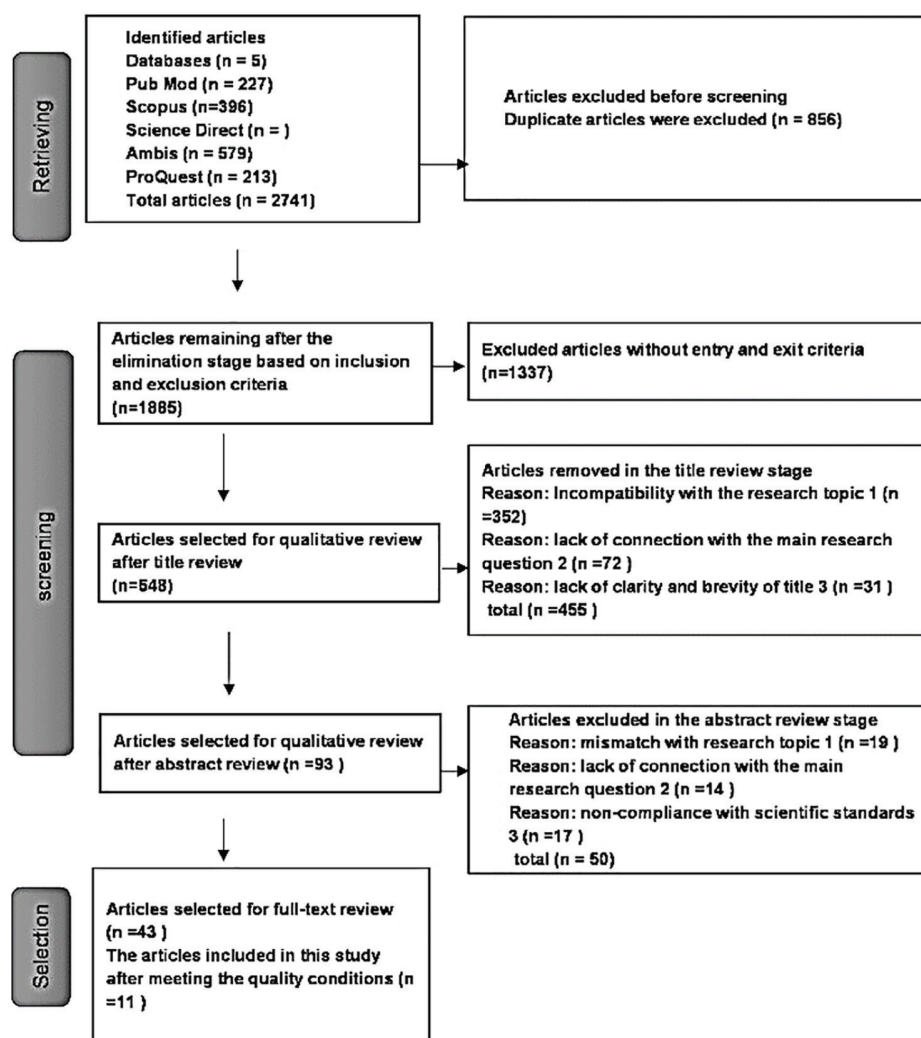 Retrieving
Identified articles
Databases (n = 5)
Pub Mod (n = 227)
Scopus (n=396)
Science Direct (n = )
Ambis (n = 579)
ProQuest (n = 213)
Total articles (n = 2741)
Articles excluded before screening
Duplicate articles were excluded (n = 856)
screening
Articles remaining after the
elimination stage based on inclusion
and exclusion criteria
(n=1885)
Excluded articles without entry and exit criteria
(n=1337)
Articles selected for qualitative review
after title review
(n=548)
Articles removed in the title review stage
Reason: Incompatibility with the research topic 1 (n
=352)
Reason: lack of connection with the main research
question 2 (n =72 )
Reason: lack of clarity and brevity of title 3 (n =31 )
total (n =455 )
Articles selected for qualitative review
after abstract review (n =93 )
Articles excluded in the abstract review stage
Reason: mismatch with research topic 1 (n =19 )
Reason: lack of connection with the main
research question 2 (n =14 )
Reason: non-compliance with scientific standards
3 (n =17 )
total (n = 50)
Selection
Articles selected for full-text review
(n =43 )
The articles included in this study
after meeting the quality conditions (n
=11 )